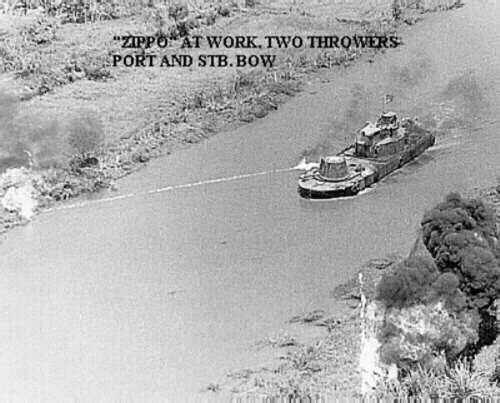 "ZIPPO" AT WORK. TWO THROWERS
PORT AND STB. BOW